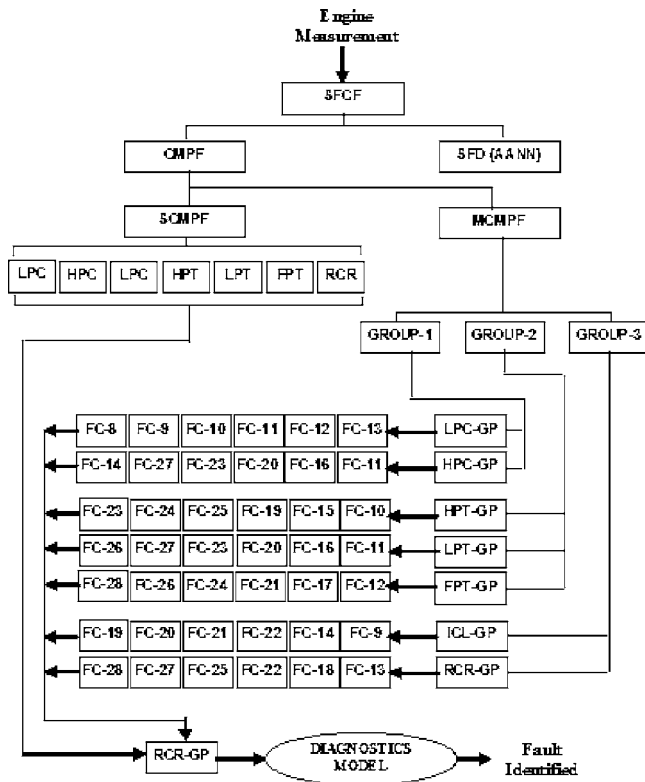 Engine
Measurement
SFCF
CMPF
SFD (AANN)
SCMPF
MCMPF
LPC HPC LPC HPT LPT FPT RCR
GROUP-1 GROUP-2 GROUP-3
FC-8 FC-9 FC-10 FC-11 FC-12 FC-13 LPC-GP
FC-14 FC-27 FC-23 FC-20 FC-16 FC-11 HPC-GP
FC-23 FC-24 FC-25 FC-19 FC-15 FC-10 HPT-GP
FC-26 FC-27 FC-23 FC-20 FC-16 FC-11 LPT-GP
FC-28 FC-26 FC-24 FC-21 FC-17 FC-12 FPT-GP
FC-19 FC-20 FC-21 FC-22 FC-14 FC-9 ICL-GP
FC-28 FC-27 FC-25 FC-22 FC-18 FC-13 RCR-GP
RCR-GP
DIAGNOSTICS
MODEL
Fault
Identified